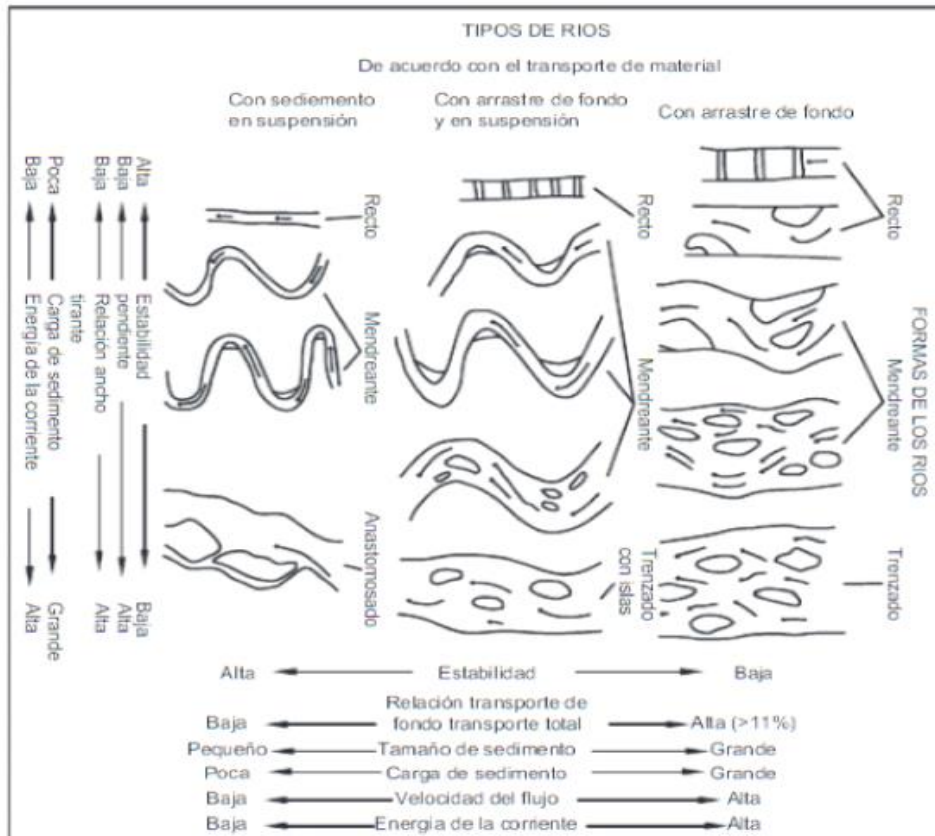 TIPOS DE RIOS
De acuerdo con el transporte de material
Con sediemento
en suspensión
Con arrastre de fondo
y en suspensión
Con arrastre de fondo
Recto
Mendreante
Anastomosado
Recto
Mendreante
Trenzado
con islas
Recto
Mendreante
Trenzado
FORMAS DE LOS RIOS
Alta
Estabilidad
Baja
Baja
pendiente
Alta
Baja
Relación ancho
tirante
Alta
Poca
Carga de sedimento
Grande
Baja
Energía de la corriente
Alta
Alta Estabilidad Baja
Relación transporte de
Baja fondo transporte total Alta (>11%)
Pequeño Tamaño de sedimento Grande
Poca Carga de sedimento Grande
Baja Velocidad del flujo Alta
Baja Energia de la corriente Alta